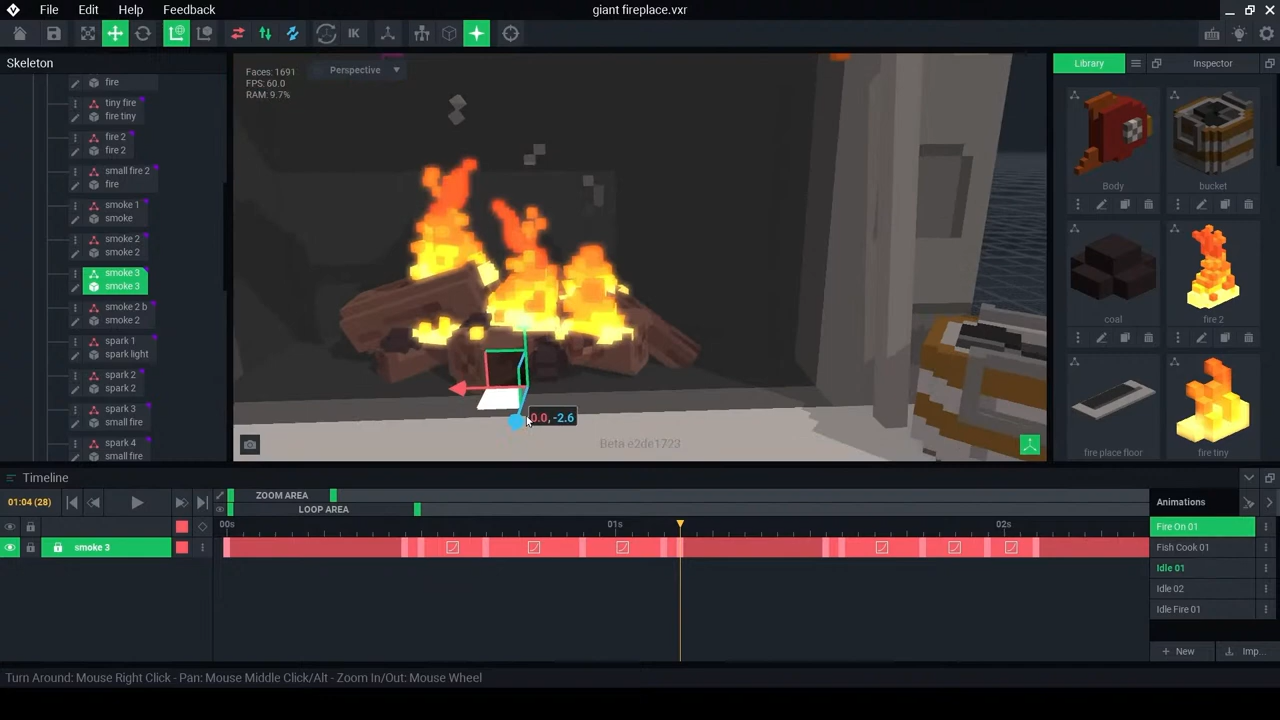 File Edit Help Feedback
giant fireplace.vxr
IK
Skeleton
Library
Inspector
Faces: 1691
FPS: 60.0
RAM: 9.7%
Perspective
fire
tiny fire
fire tiny
fire 2
fire 2
small fire 2
fire
smoke 1
smoke
smoke 2
smoke 2
smoke 3
smoke 3
smoke 2 b
smoke 2
spark 1
spark light
spark 2
spark 2
spark 3
small fire
spark 4
small fire
0.0, -2.6
Beta e2de1723
Body
bucket
coal
fire 2
fire place floor
fire tiny
Timeline
01:04 (28)
ZOOM AREA
LOOP AREA
00s
01s
02s
smoke 3
Animations
Fire On 01
Fish Cook 01
Idle 01
Idle 02
Idle Fire 01
New
Imp...
Turn Around: Mouse Right Click - Pan: Mouse Middle Click/Alt - Zoom In/Out: Mouse Wheel